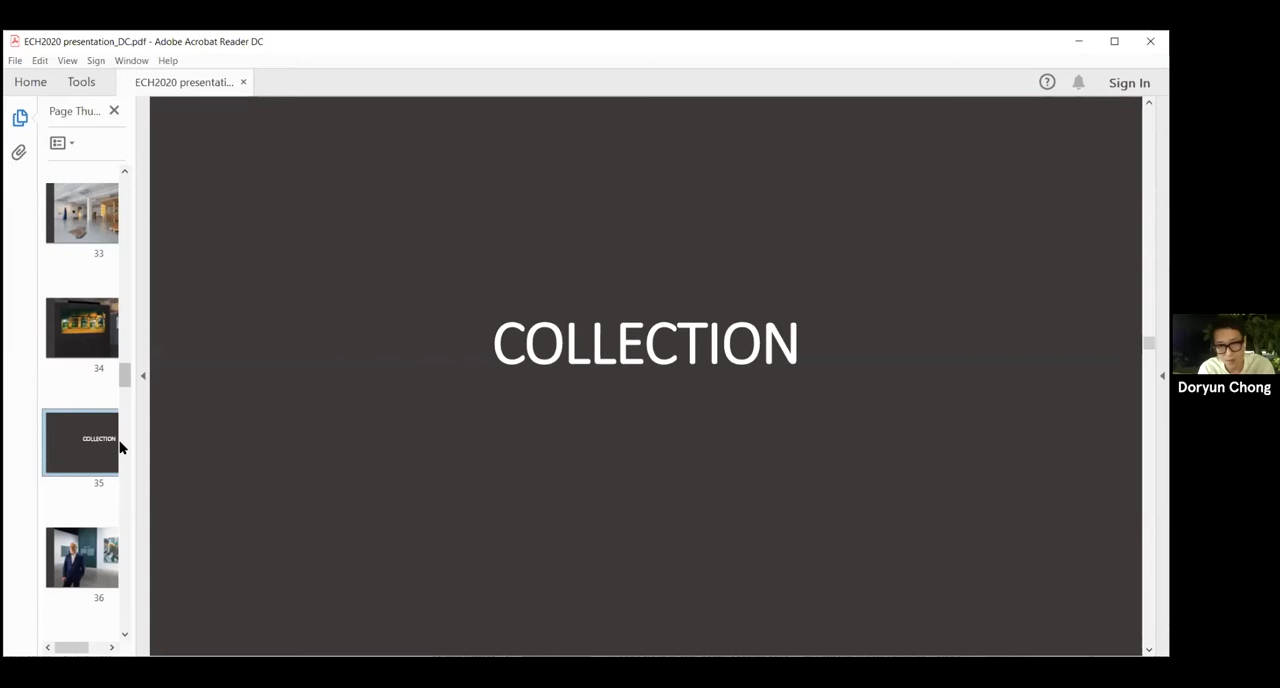 ECH2020 presentation_DC.pdf - Adobe Acrobat Reader DC
File Edit View Sign Window Help
Home Tools ECH2020 presentati... Sign In
Page Thu...
33
34
COLLECTION
35
36
COLLECTION
Doryun Chong